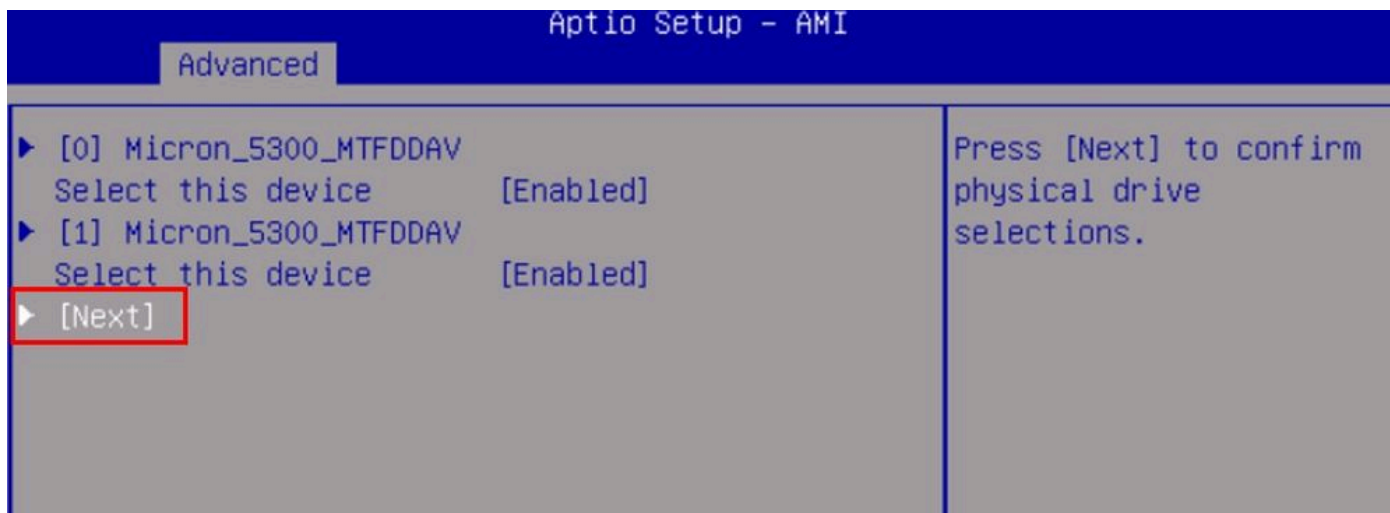 Aptio Setup – AMI
Advanced
[0] Micron_5300_MTFDDAV
Select this device [Enabled]
[1] Micron_5300_MTFDDAV
Select this device [Enabled]
[Next]
Press [Next] to confirm
physical drive
selections.